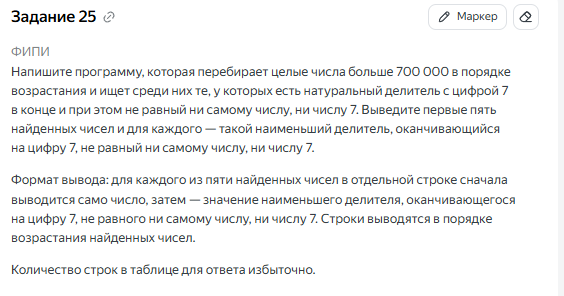 Задание 25
Маркер
ФИПИ
Напишите программу, которая перебирает целые числа больше 700 000 в порядке
возрастания и ищет среди них те, у которых есть натуральный делитель с цифрой 7
в конце и при этом не равный ни самому числу, ни числу 7. Выведите первые пять
найденных чисел и для каждого — такой наименьший делитель, оканчивающийся
на цифру 7, не равный ни самому числу, ни числу 7.
Формат вывода: для каждого из пяти найденных чисел в отдельной строке сначала
выводится само число, затем — значение наименьшего делителя, оканчивающегося
на цифру 7, не равного ни самому числу, ни числу 7. Строки выводятся в порядке
возрастания найденных чисел.
Количество строк в таблице для ответа избыточно.